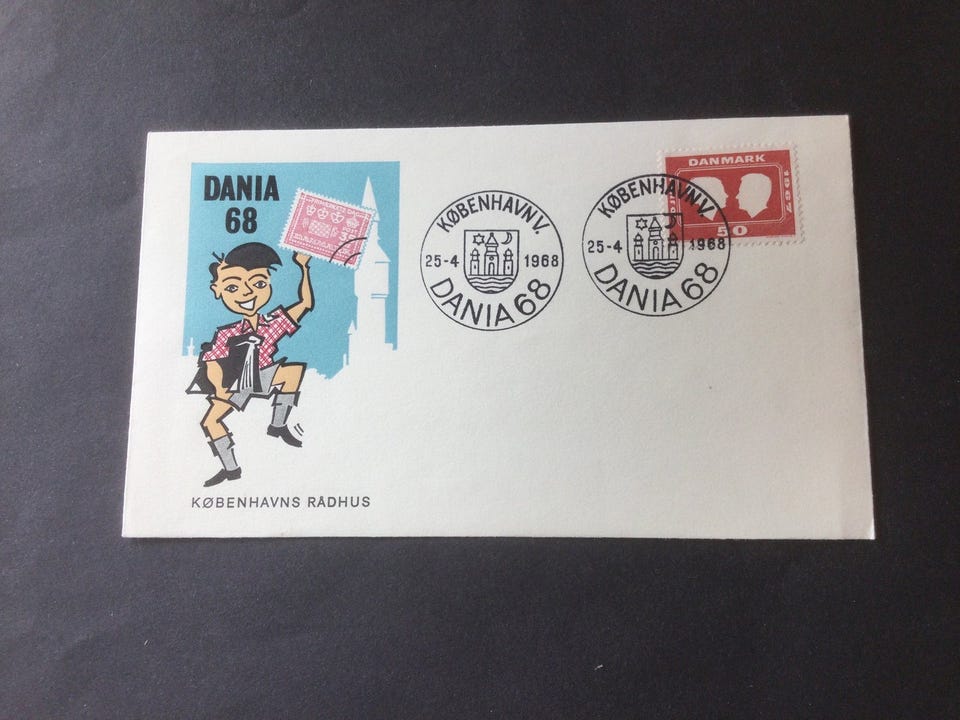 DANIA
68
KØBENHAVNS RÅDHUS
KØBENHAVN V.
25-4 1968
DANIA 68
KØBENHAVN V.
25-4 1968
DANIA 68
DANMARK
1967
50